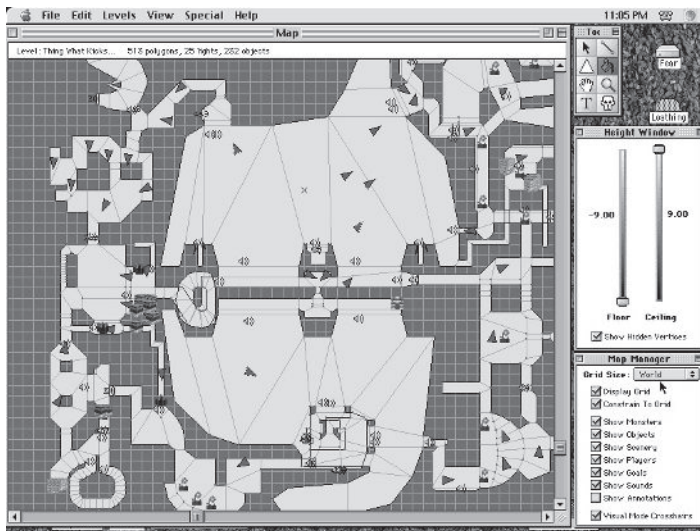 File Edit Levels View Special Help 11:05 PM
Map
Level: Thing What Kicks... 518 polygons, 25 lights, 282 objects
Too
T
Fear
Loathing
Height Window
-9.00 9.00
Floor Ceiling
Show Hidden Vertices
Map Manager
Grid Size: World
Display Grid
Constrain To Grid
Show Monsters
Show Objects
Show Scenery
Show Players
Show Goals
Show Sounds
Show Annotations
Visual Mode Crosshairs